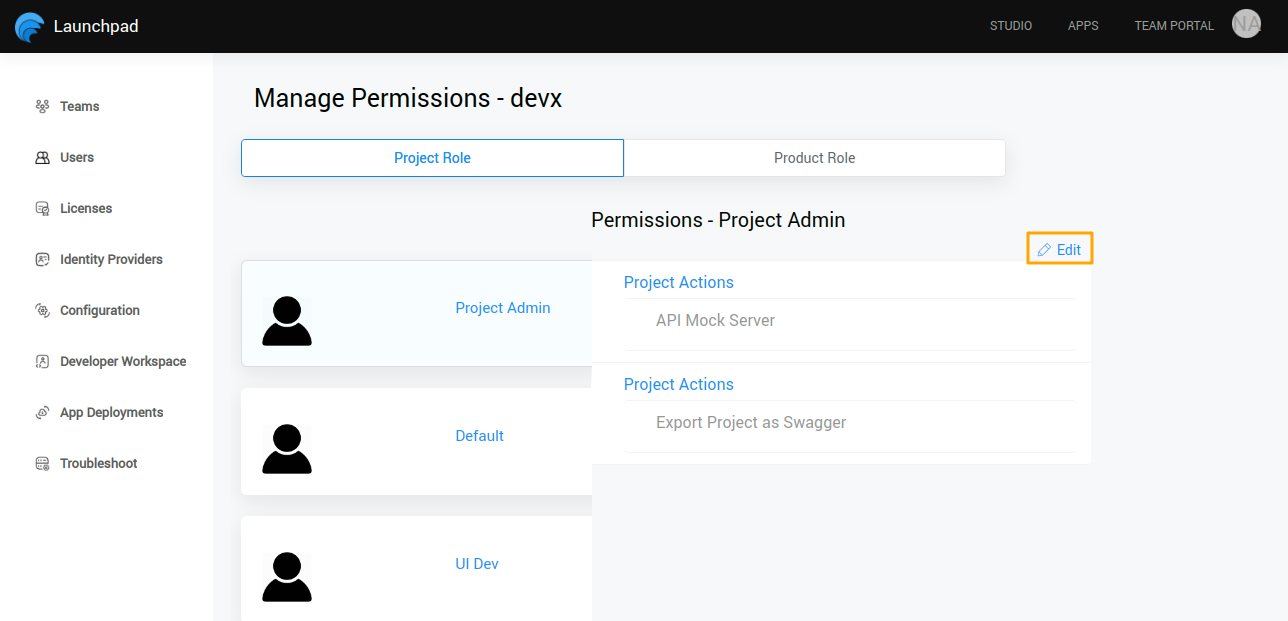 Launchpad
STUDIO
APPS
TEAM PORTAL
NA
Teams
Users
Licenses
Identity Providers
Configuration
Developer Workspace
App Deployments
Troubleshoot
Manage Permissions - devx
Project Role
Product Role
Permissions - Project Admin
Edit
Project Admin
Default
UI Dev
Project Actions
API Mock Server
Project Actions
Export Project as Swagger